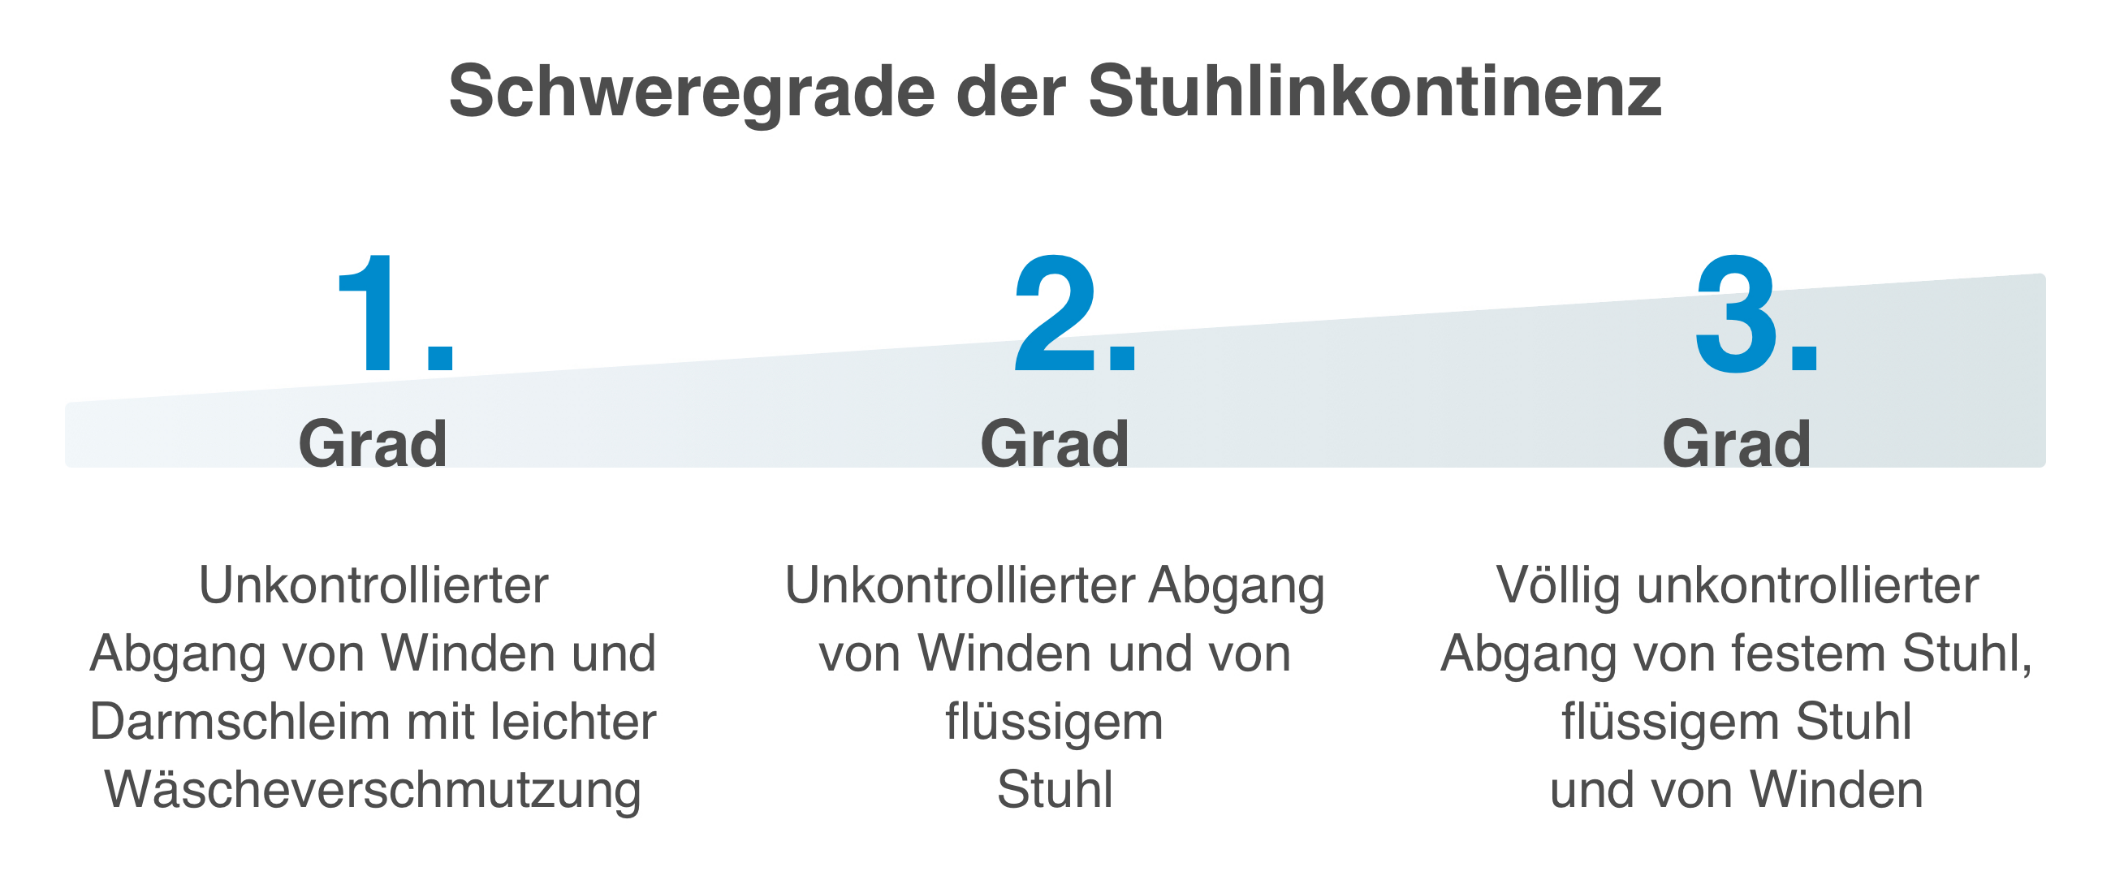 Schweregrade der Stuhlinkontinenz
1.
Grad
Unkontrollierter
Abgang von Winden und
Darmschleim mit leichter
Wäscheverschmutzung
2.
Grad
Unkontrollierter Abgang
von Winden und von
flüssigem
Stuhl
3.
Grad
Völlig unkontrollierter
Abgang von festem Stuhl,
flüssigem Stuhl
und von Winden